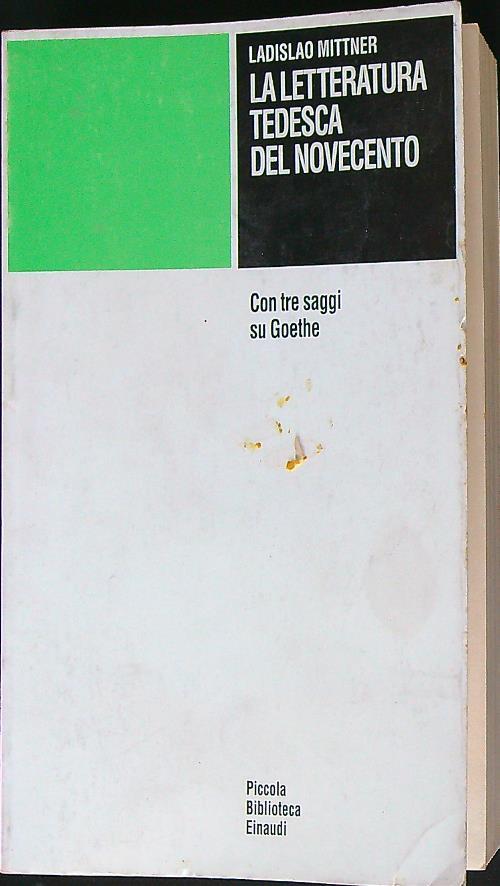 LADISLAO MITTNER
LA LETTERATURA
TEDESCA
DEL NOVECENTO
Con tre saggi
su Goethe
Piccola
Biblioteca
Einaudi